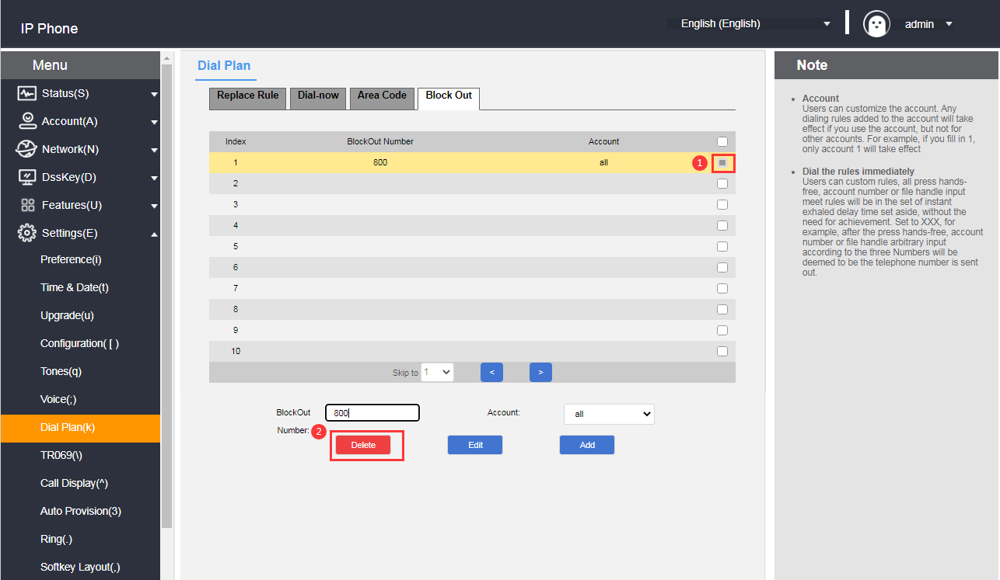 IP Phone
English (English)
admin
Menu
Status(S)
Account(A)
Network(N)
DssKey(D)
Features(U)
Settings(E)
Preference(i)
Time & Date(t)
Upgrade(u)
Configuration( [ )
Tones(q)
Voice(;)
Dial Plan(k)
TR069(\)
Call Display(^)
Auto Provision(3)
Ring(.)
Softkey Layout(,)
Dial Plan
Replace Rule Dial-now Area Code Block Out
Index BlockOut Number Account
1 800 all 1
2
3
4
5
6
7
8
9
10
Skip to 1 < >
BlockOut 800 Account: all
Number: 2
Delete Edit Add
Note
Account
Users can customize the account. Any
dialing rules added to the account will take
effect if you use the account, but not for
other accounts. For example, if you fill in 1,
only account 1 will take effect
Dial the rules immediately
Users can custom rules, all press hands-
free, account number or file handle input
meet rules will be in the set of instant
exhaled delay time set aside, without the
need for achievement. Set to XXX, for
example, after the press hands-free, account
number or file handle arbitrary input
according to the three Numbers will be
deemed to be the telephone number is sent
out.